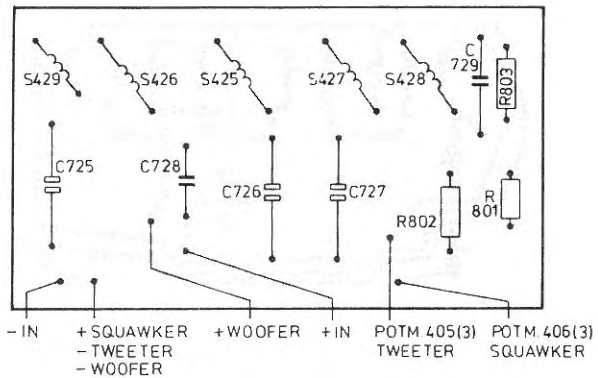 C
729
R803
S429
S426
S425
S427
S428
C725
C728
C726
C727
R802
R
801
- IN
+ SQUAWKER
- TWEETER
- WOOFER
+ WOOFER
+ IN
POTM. 405(3)
TWEETER
POTM. 406(3)
SQUAWKER